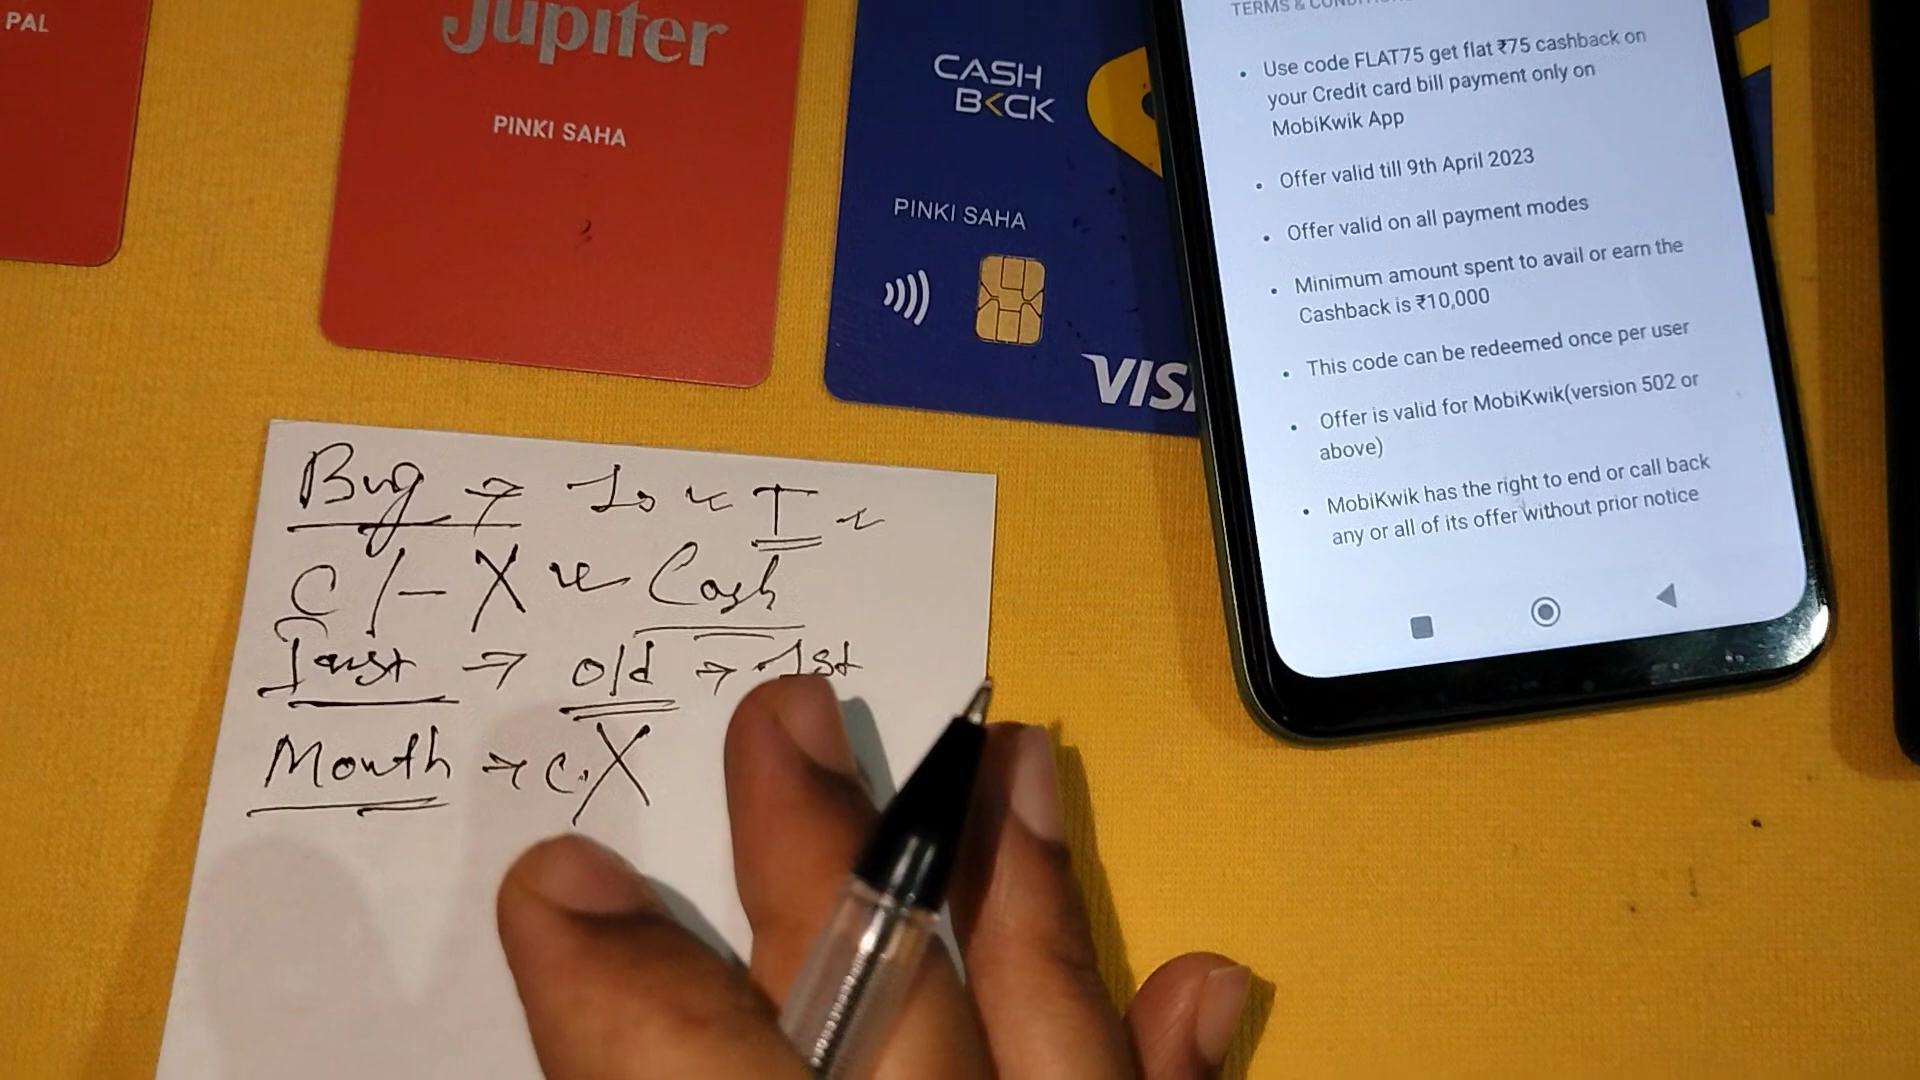 PAL
Jupiter
PINKI SAHA
CASH
BACK
PINKI SAHA
VISA
TERMS & CONDITIONS
• Use code FLAT75 get flat ₹75 cashback on
your Credit card bill payment only on
MobiKwik App
• Offer valid till 9th April 2023
• Offer valid on all payment modes
• Minimum amount spent to avail or earn the
Cashback is ₹10,000
• This code can be redeemed once per user
• Offer is valid for MobiKwik(version 502 or
above)
• MobiKwik has the right to end or call back
any or all of its offer without prior notice
Bug →
C/- X Cash
→ old → 1st
Month → C. X